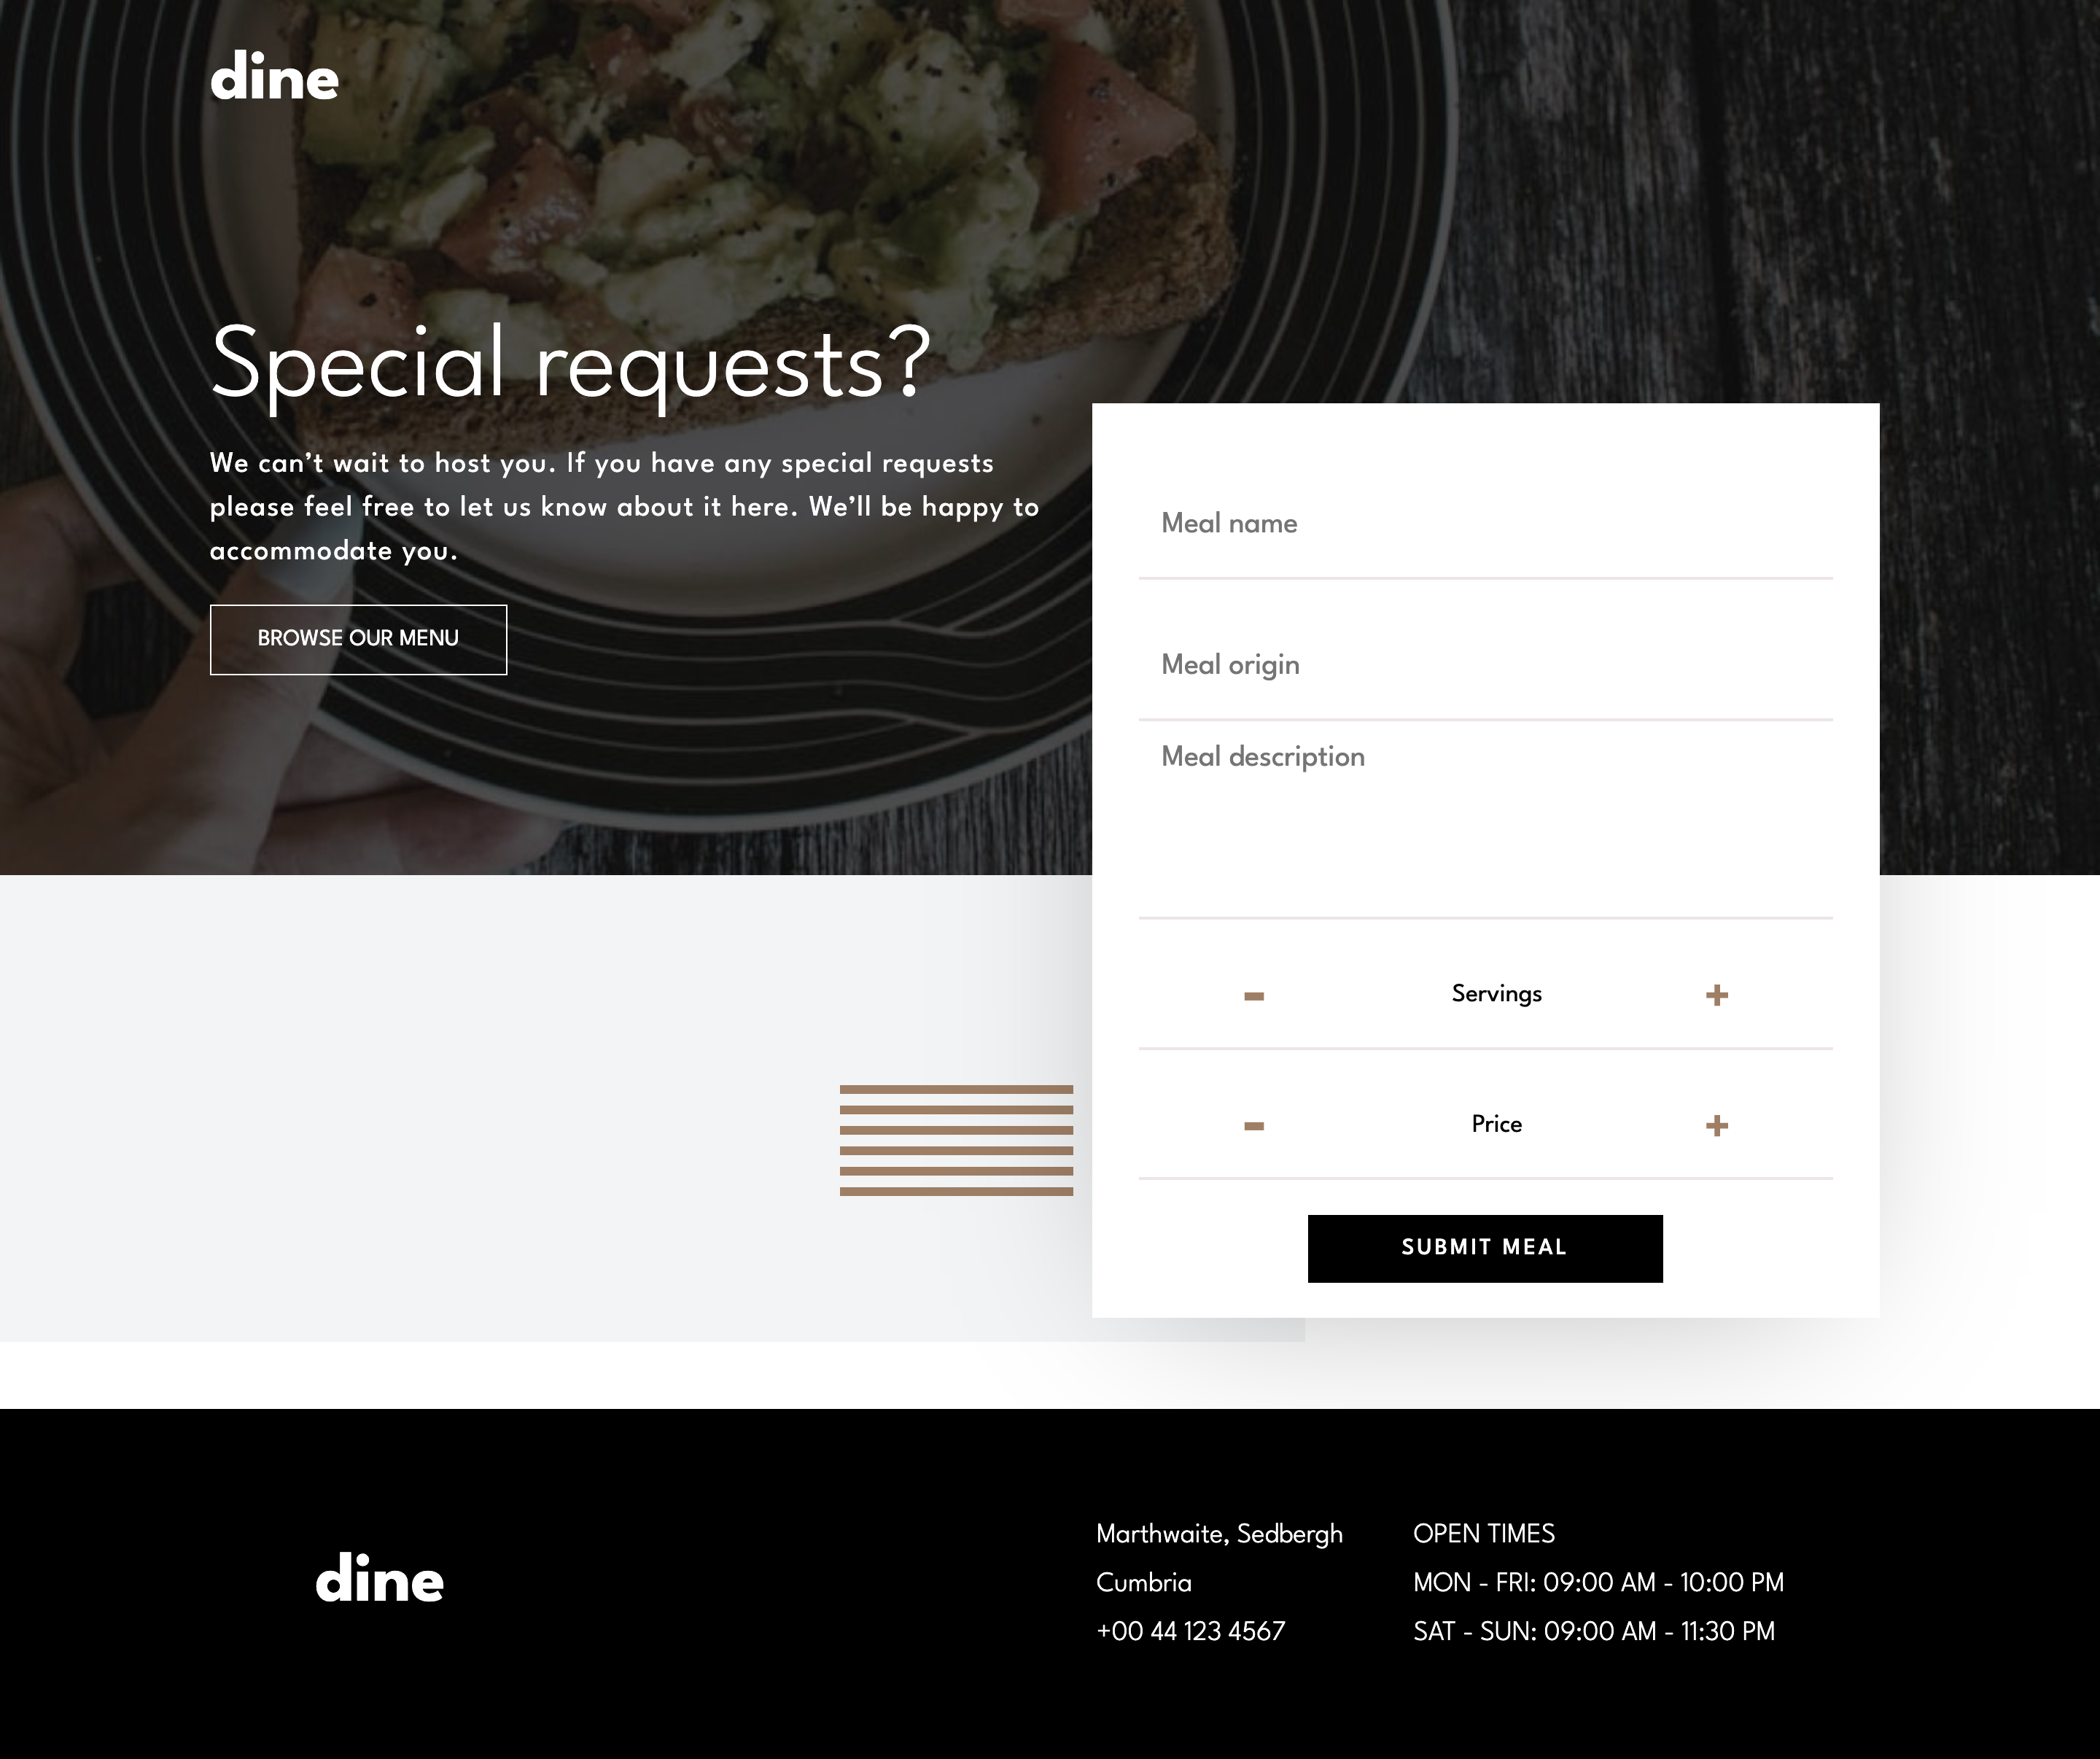 dine
Special requests?
We can’t wait to host you. If you have any special requests
please feel free to let us know about it here. We’ll be happy to
accommodate you.
BROWSE OUR MENU
Meal name
Meal origin
Meal description
- Servings +
- Price +
SUBMIT MEAL
dine
Marthwaite, Sedbergh
Cumbria
+00 44 123 4567
OPEN TIMES
MON - FRI: 09:00 AM - 10:00 PM
SAT - SUN: 09:00 AM - 11:30 PM